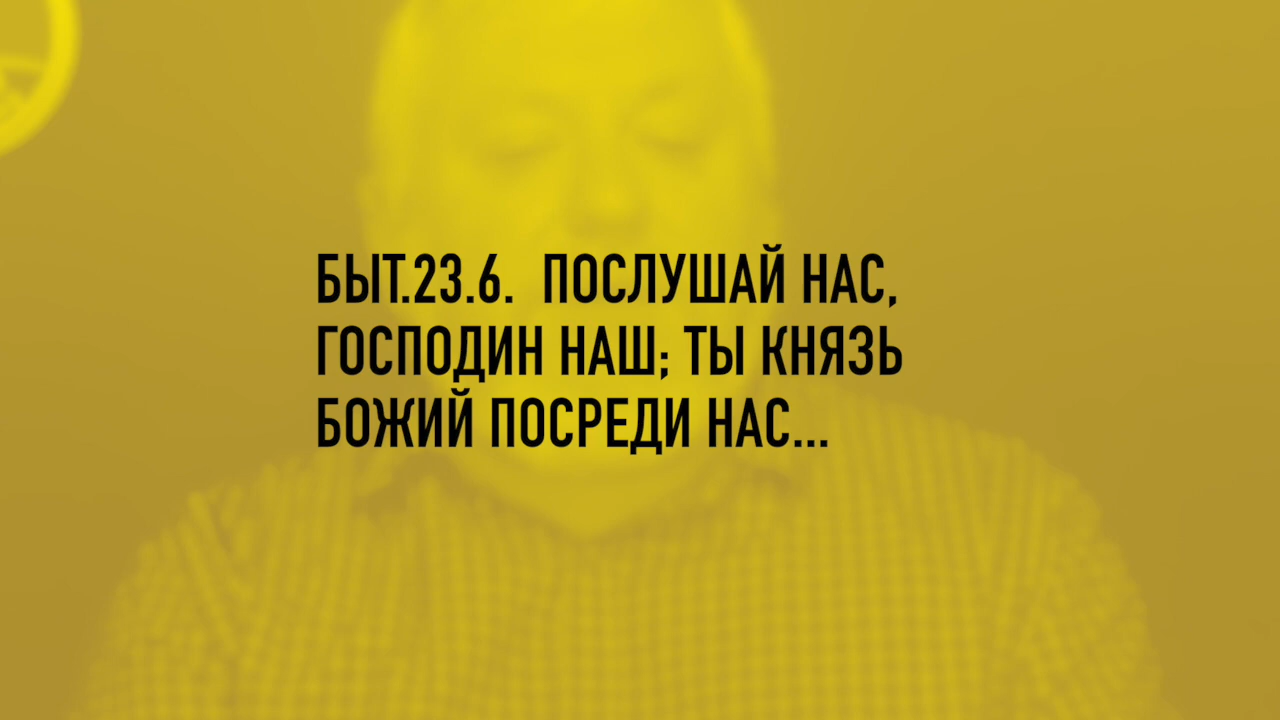 БЫТ.23.6. ПОСЛУШАЙ НАС,
ГОСПОДИН НАШ; ТЫ КНЯЗЬ
БОЖИЙ ПОСРЕДИ НАС...